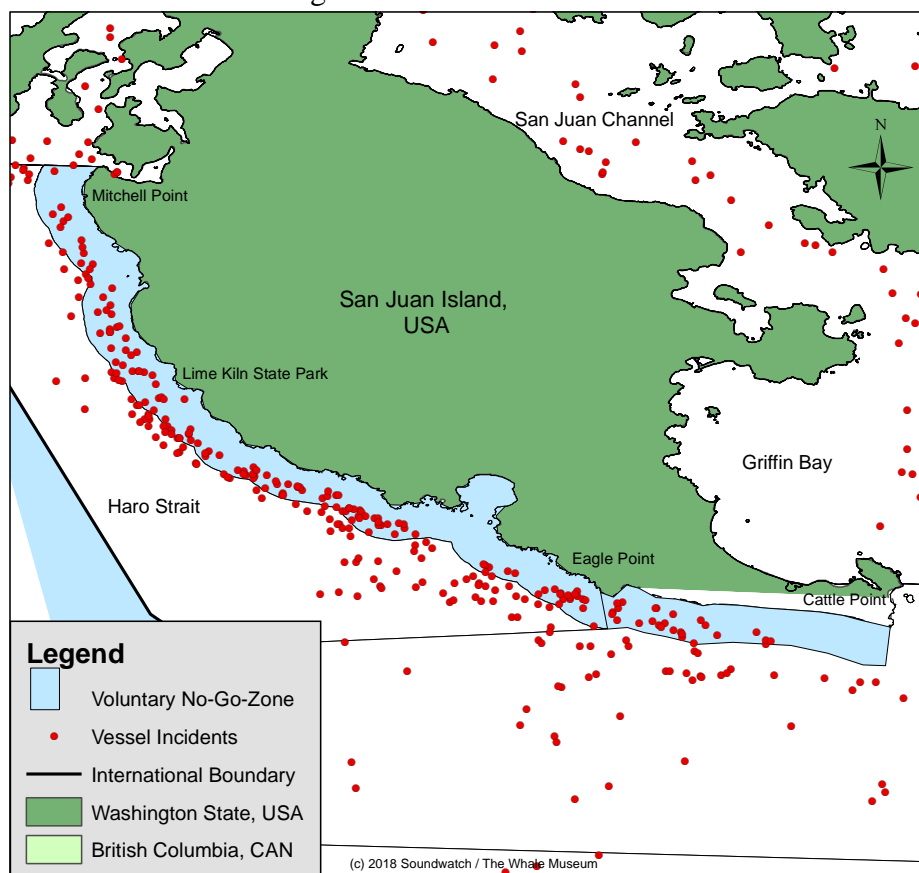 San Juan Channel
N
Mitchell Point
San Juan Island,
USA
Lime Kiln State Park
Griffin Bay
Haro Strait
Eagle Point
Cattle Point
Legend
Voluntary No-Go-Zone
Vessel Incidents
International Boundary
Washington State, USA
British Columbia, CAN
(c) 2018 Soundwatch / The Whale Museum